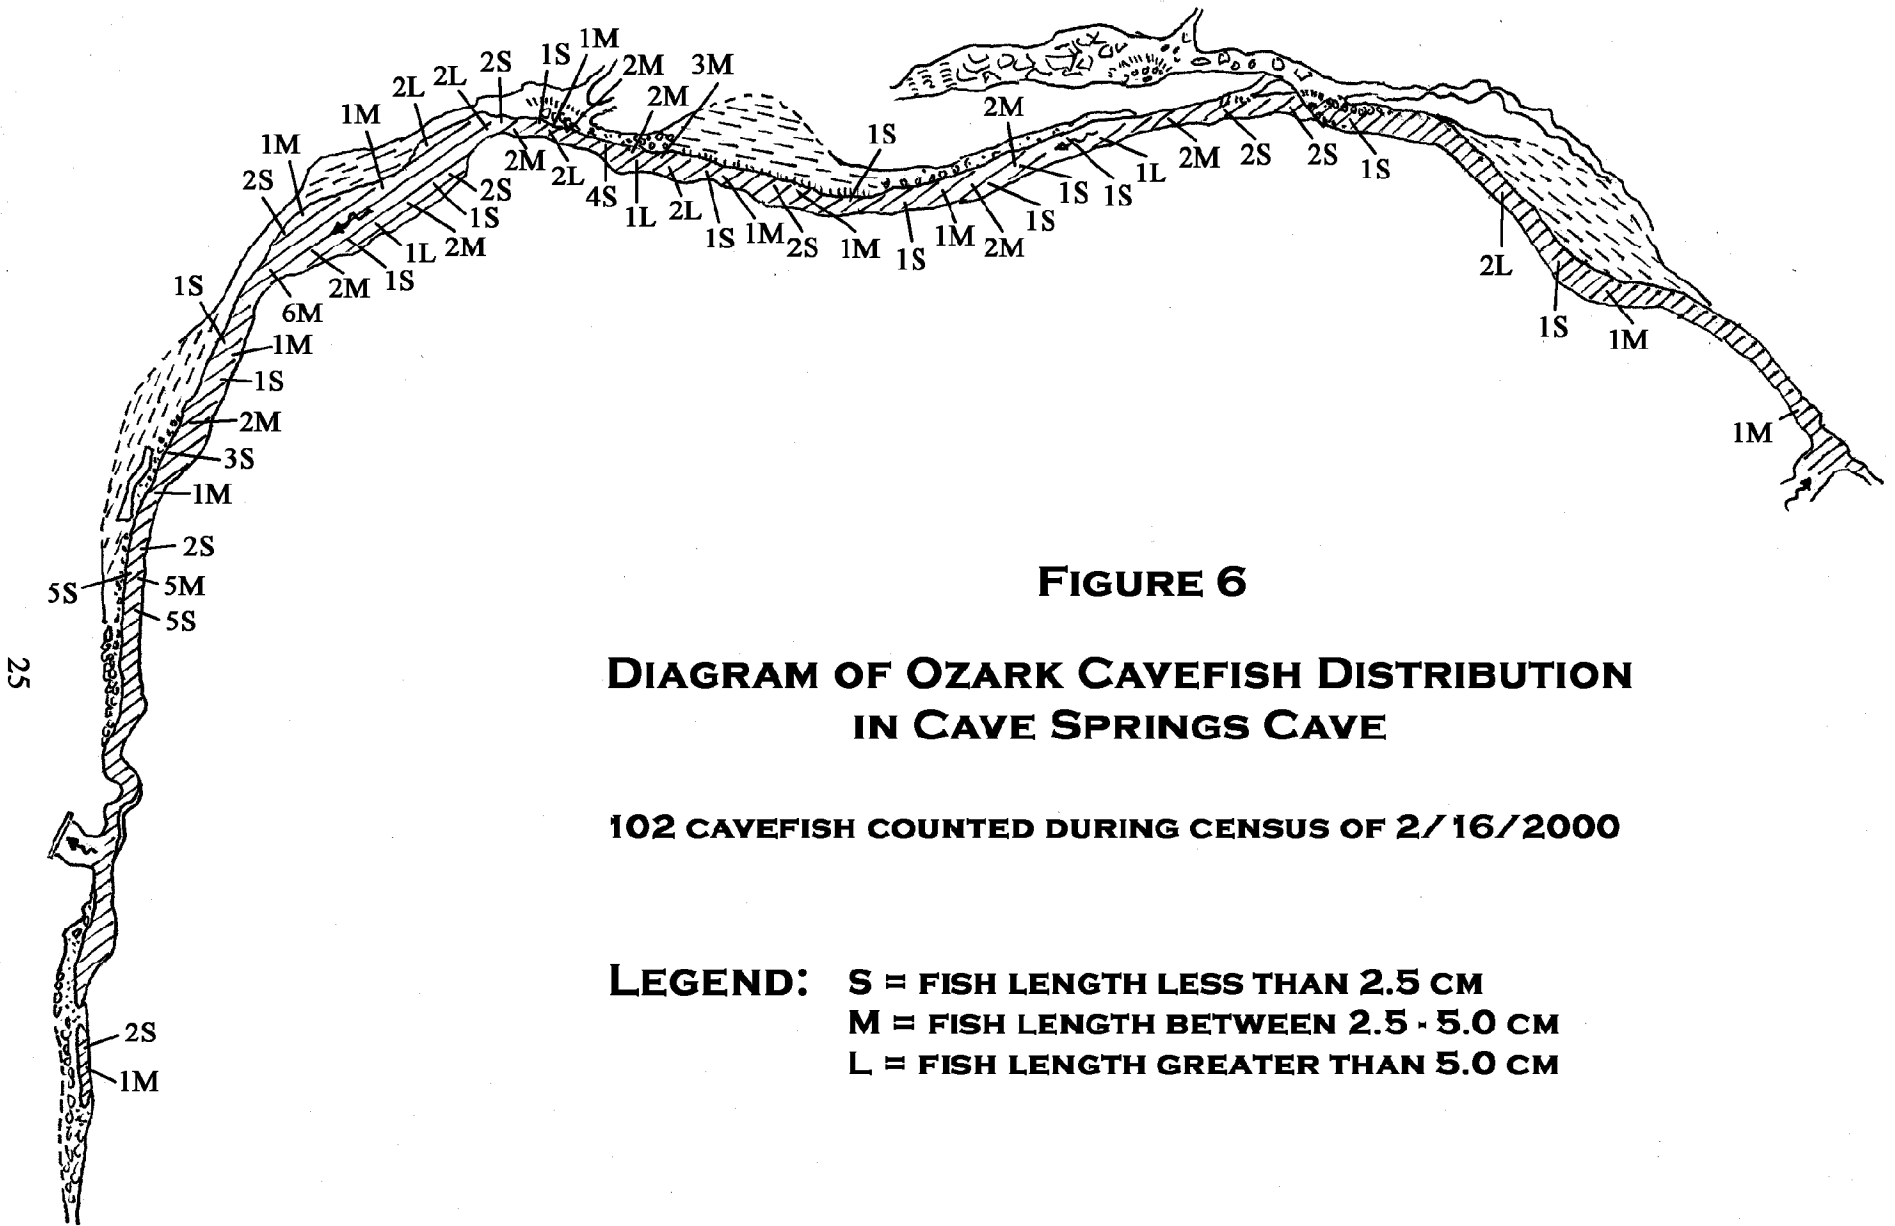 1M
1S
2M
2S
3M
2L
2M
2L
1M
2M
1S
1M
2S
2M
2L
4S
1L
2L
1S
1M
2S
1M
1S
1M
2M
1S
1S
1S
1L
2M
2S
2S
1S
2S
1S
2M
1L
1S
2M
6M
1S
1M
1S
2M
3S
1M
2S
5S
5M
5S
2L
1S
1M
1M
FIGURE 6
DIAGRAM OF OZARK CAVEFISH DISTRIBUTION
IN CAVE SPRINGS CAVE
25
102 CAVEFISH COUNTED DURING CENSUS OF 2/16/2000
LEGEND: S = FISH LENGTH LESS THAN 2.5 CM
M = FISH LENGTH BETWEEN 2.5 - 5.0 CM
L = FISH LENGTH GREATER THAN 5.0 CM
2S
1M